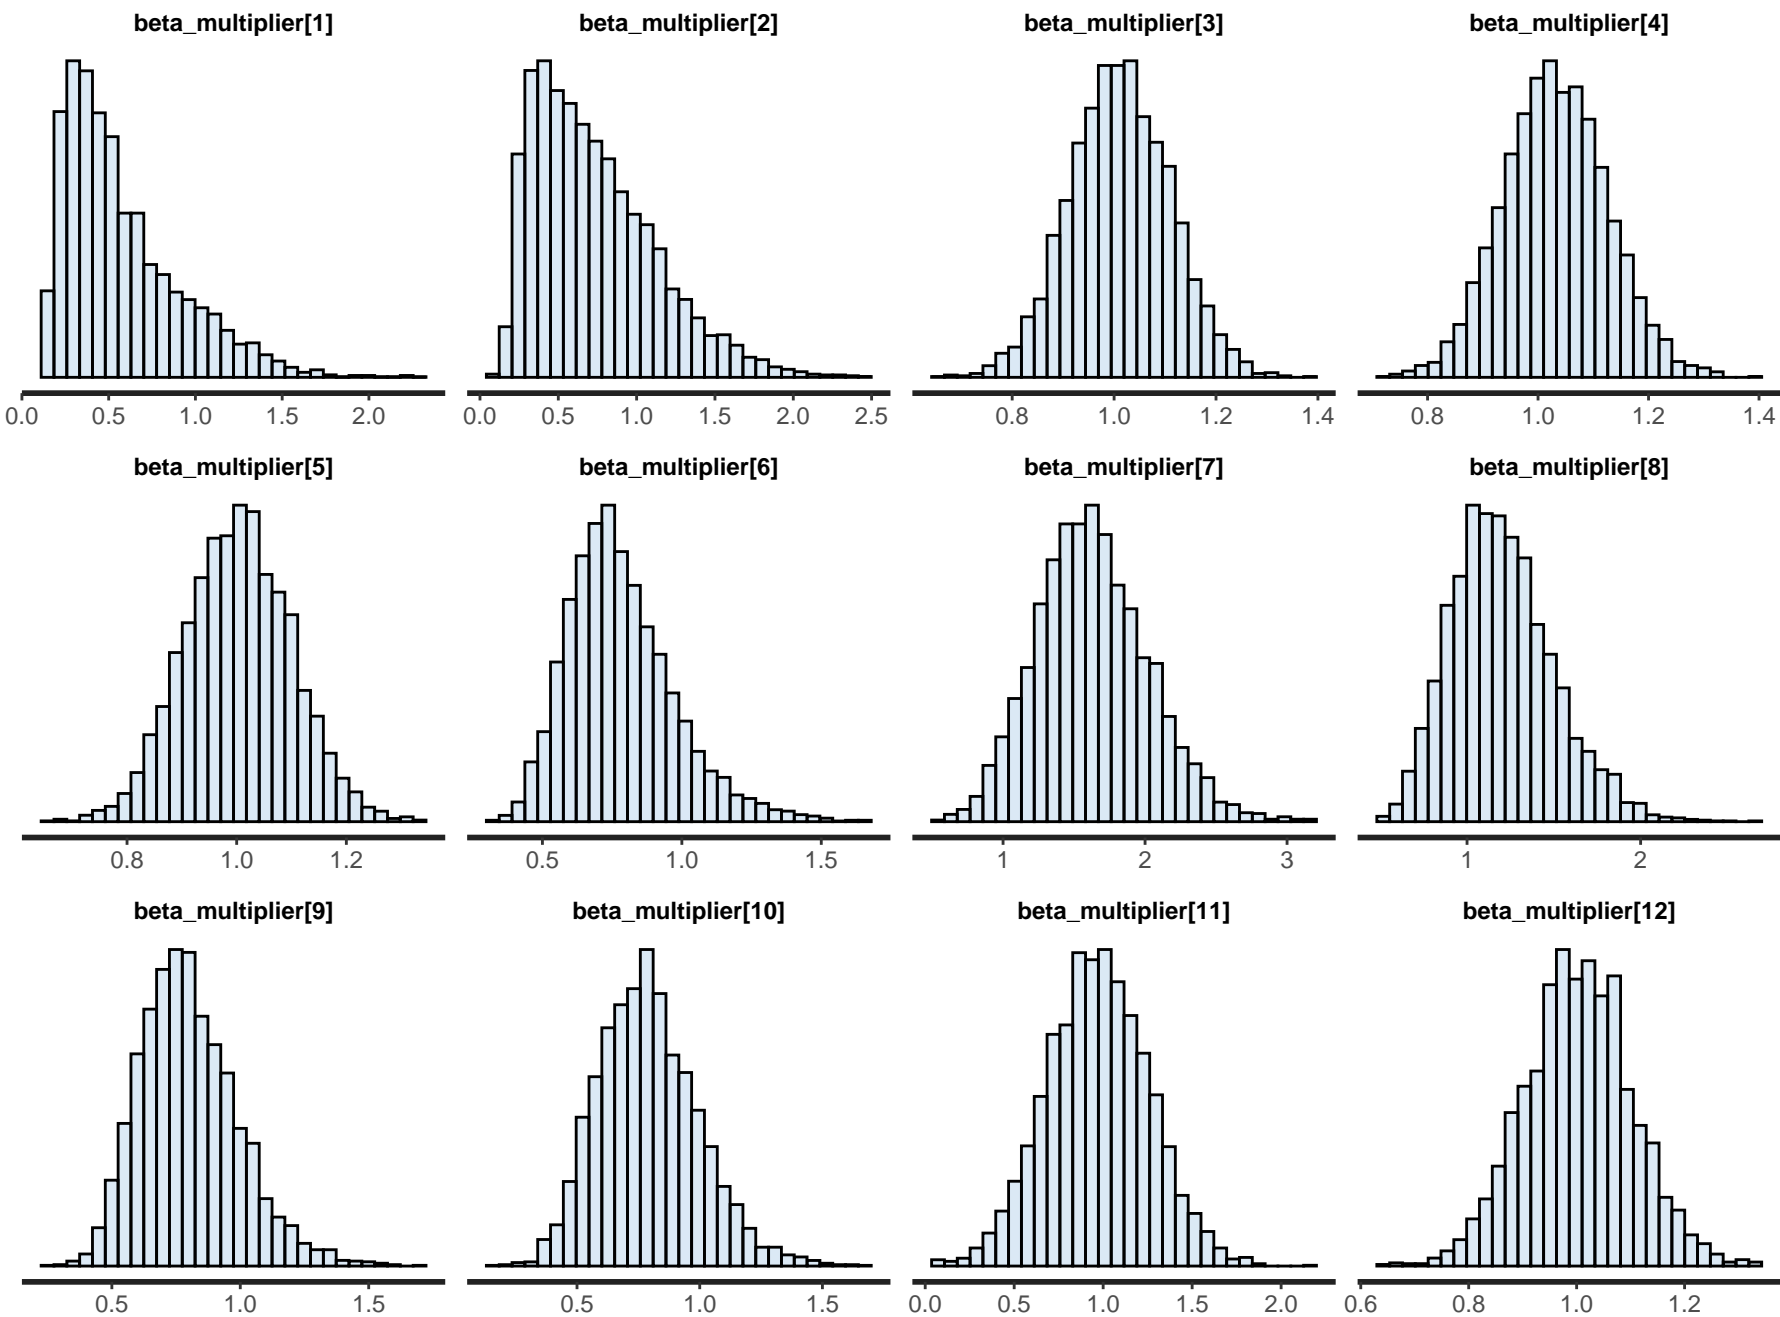 beta_multiplier[1] beta_multiplier[2] beta_multiplier[3] beta_multiplier[4]
0.0 0.5 1.0 1.5 2.0 0.0 0.5 1.0 1.5 2.0 2.5 0.8 1.0 1.2 1.4 0.8 1.0 1.2 1.4
beta_multiplier[5] beta_multiplier[6] beta_multiplier[7] beta_multiplier[8]
0.8 1.0 1.2 0.5 1.0 1.5 1 2 3 1 2
beta_multiplier[9] beta_multiplier[10] beta_multiplier[11] beta_multiplier[12]
0.5 1.0 1.5 0.5 1.0 1.5 0.0 0.5 1.0 1.5 2.0 0.6 0.8 1.0 1.2